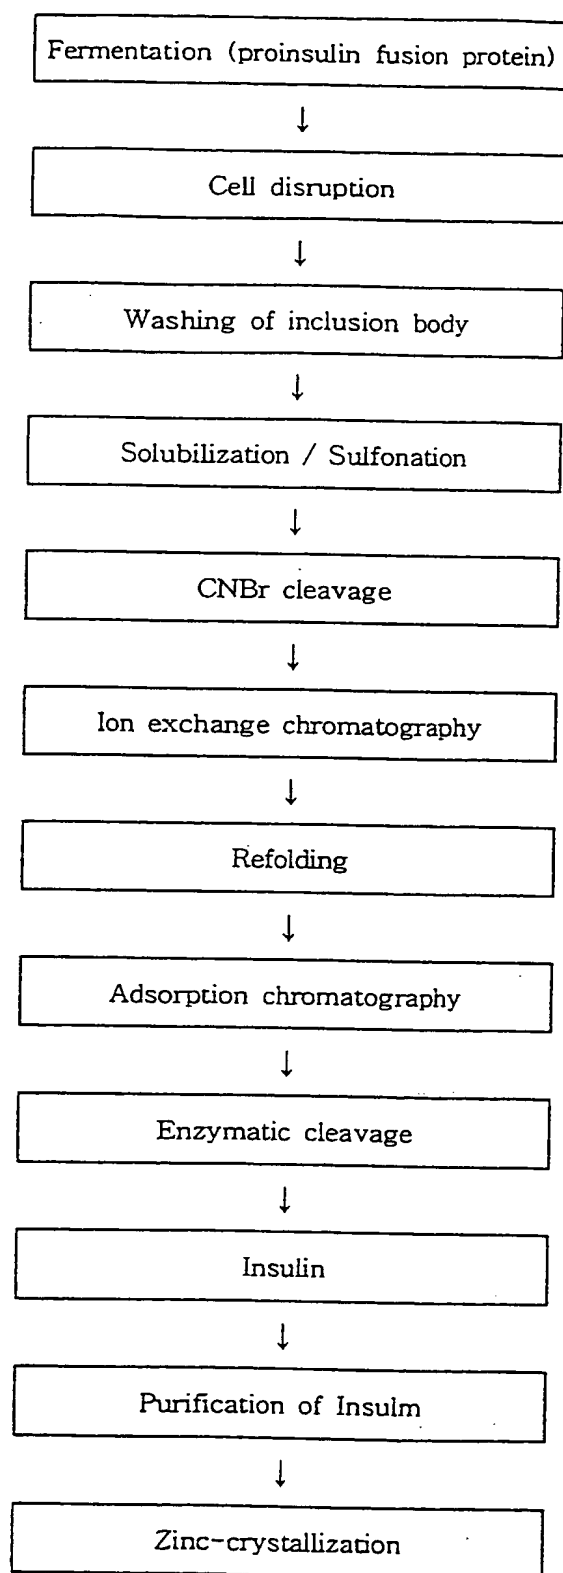 Fermentation (proinsulin fusion protein)
↓
Cell disruption
↓
Washing of inclusion body
↓
Solubilization / Sulfonation
↓
CNBr cleavage
↓
Ion exchange chromatography
↓
Refolding
↓
Adsorption chromatography
↓
Enzymatic cleavage
↓
Insulin
↓
Purification of Insulm
↓
Zinc-crystallization